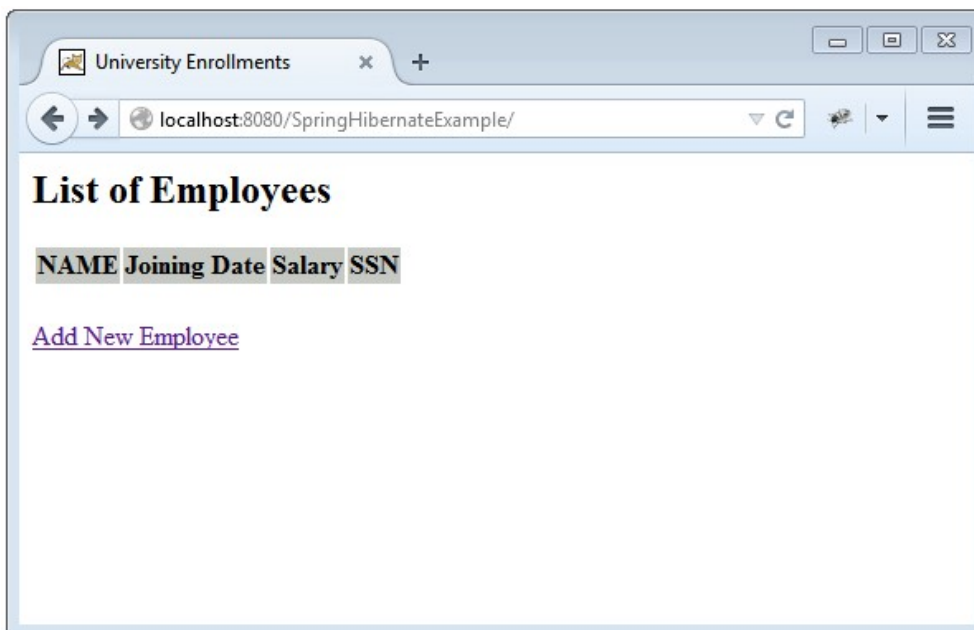 University Enrollments
localhost:8080/SpringHibernateExample/
List of Employees
NAME Joining Date Salary SSN
Add New Employee